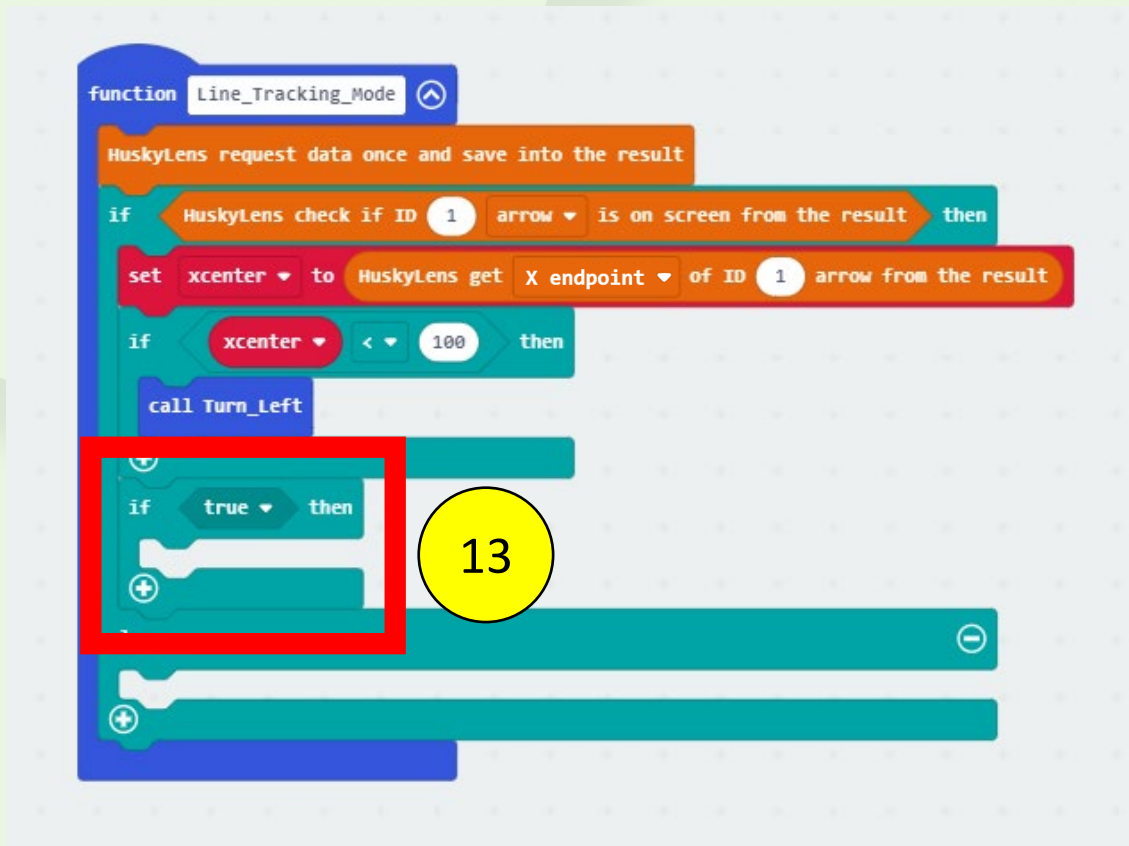 function Line_Tracking_Mode
HuskyLens request data once and save into the result
if HuskyLens check if ID 1 arrow is on screen from the result then
set xcenter to HuskyLens get X endpoint of ID 1 arrow from the result
if xcenter < 100 then
call Turn_Left
if true then
13